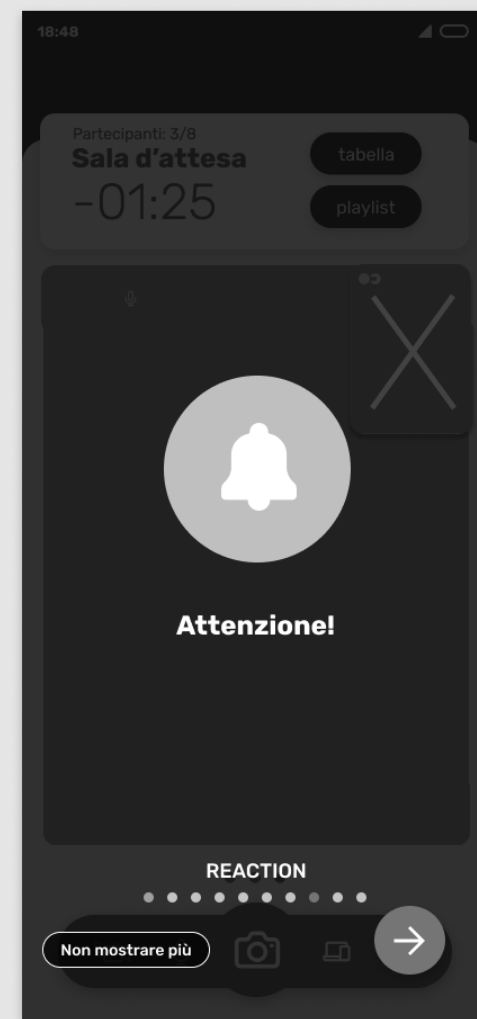 18:48
Partecipanti: 3/8
Sala d’attesa
-01:25
tabella
playlist
Attenzione!
REACTION
Non mostrare più